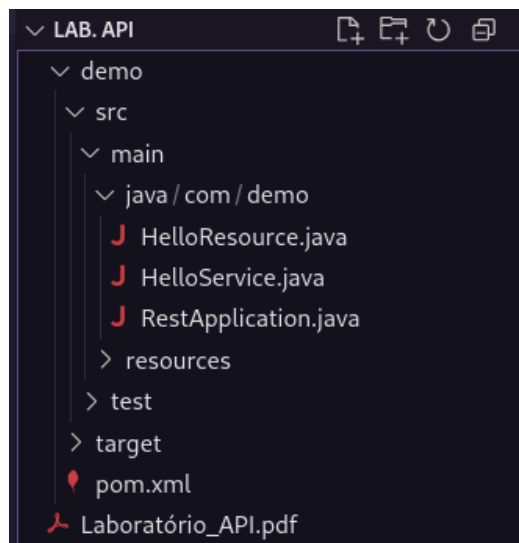 LAB. API
demo
src
main
java / com / demo
J HelloResource.java
J HelloService.java
J RestApplication.java
resources
test
target
pom.xml
Laboratório_API.pdf